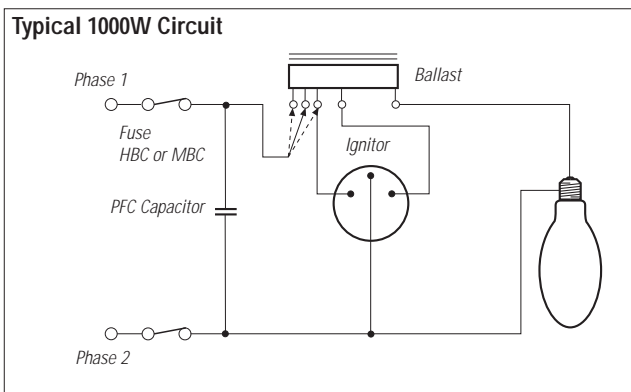 Typical 1000W Circuit
Phase 1
Ballast
Fuse
HBC or MBC
Ignitor
PFC Capacitor
Phase 2